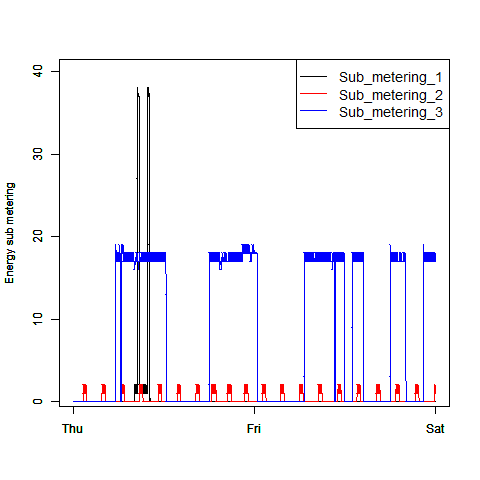 40
30
20
10
0
Energy sub metering
Sub_metering_1
Sub_metering_2
Sub_metering_3
Thu
Fri
Sat